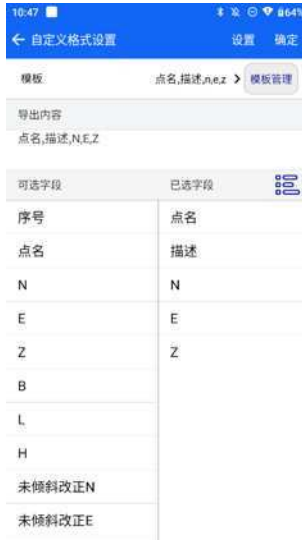 10:47 64%
自定义格式设置 设置 确定
模板 点名,描述,n,e,z 模板管理
导出内容
点名,描述,N,E,Z
可选字段 已选字段
序号 点名
点名 描述
N N
E E
Z Z
B
L
H
未倾斜改正N
未倾斜改正E